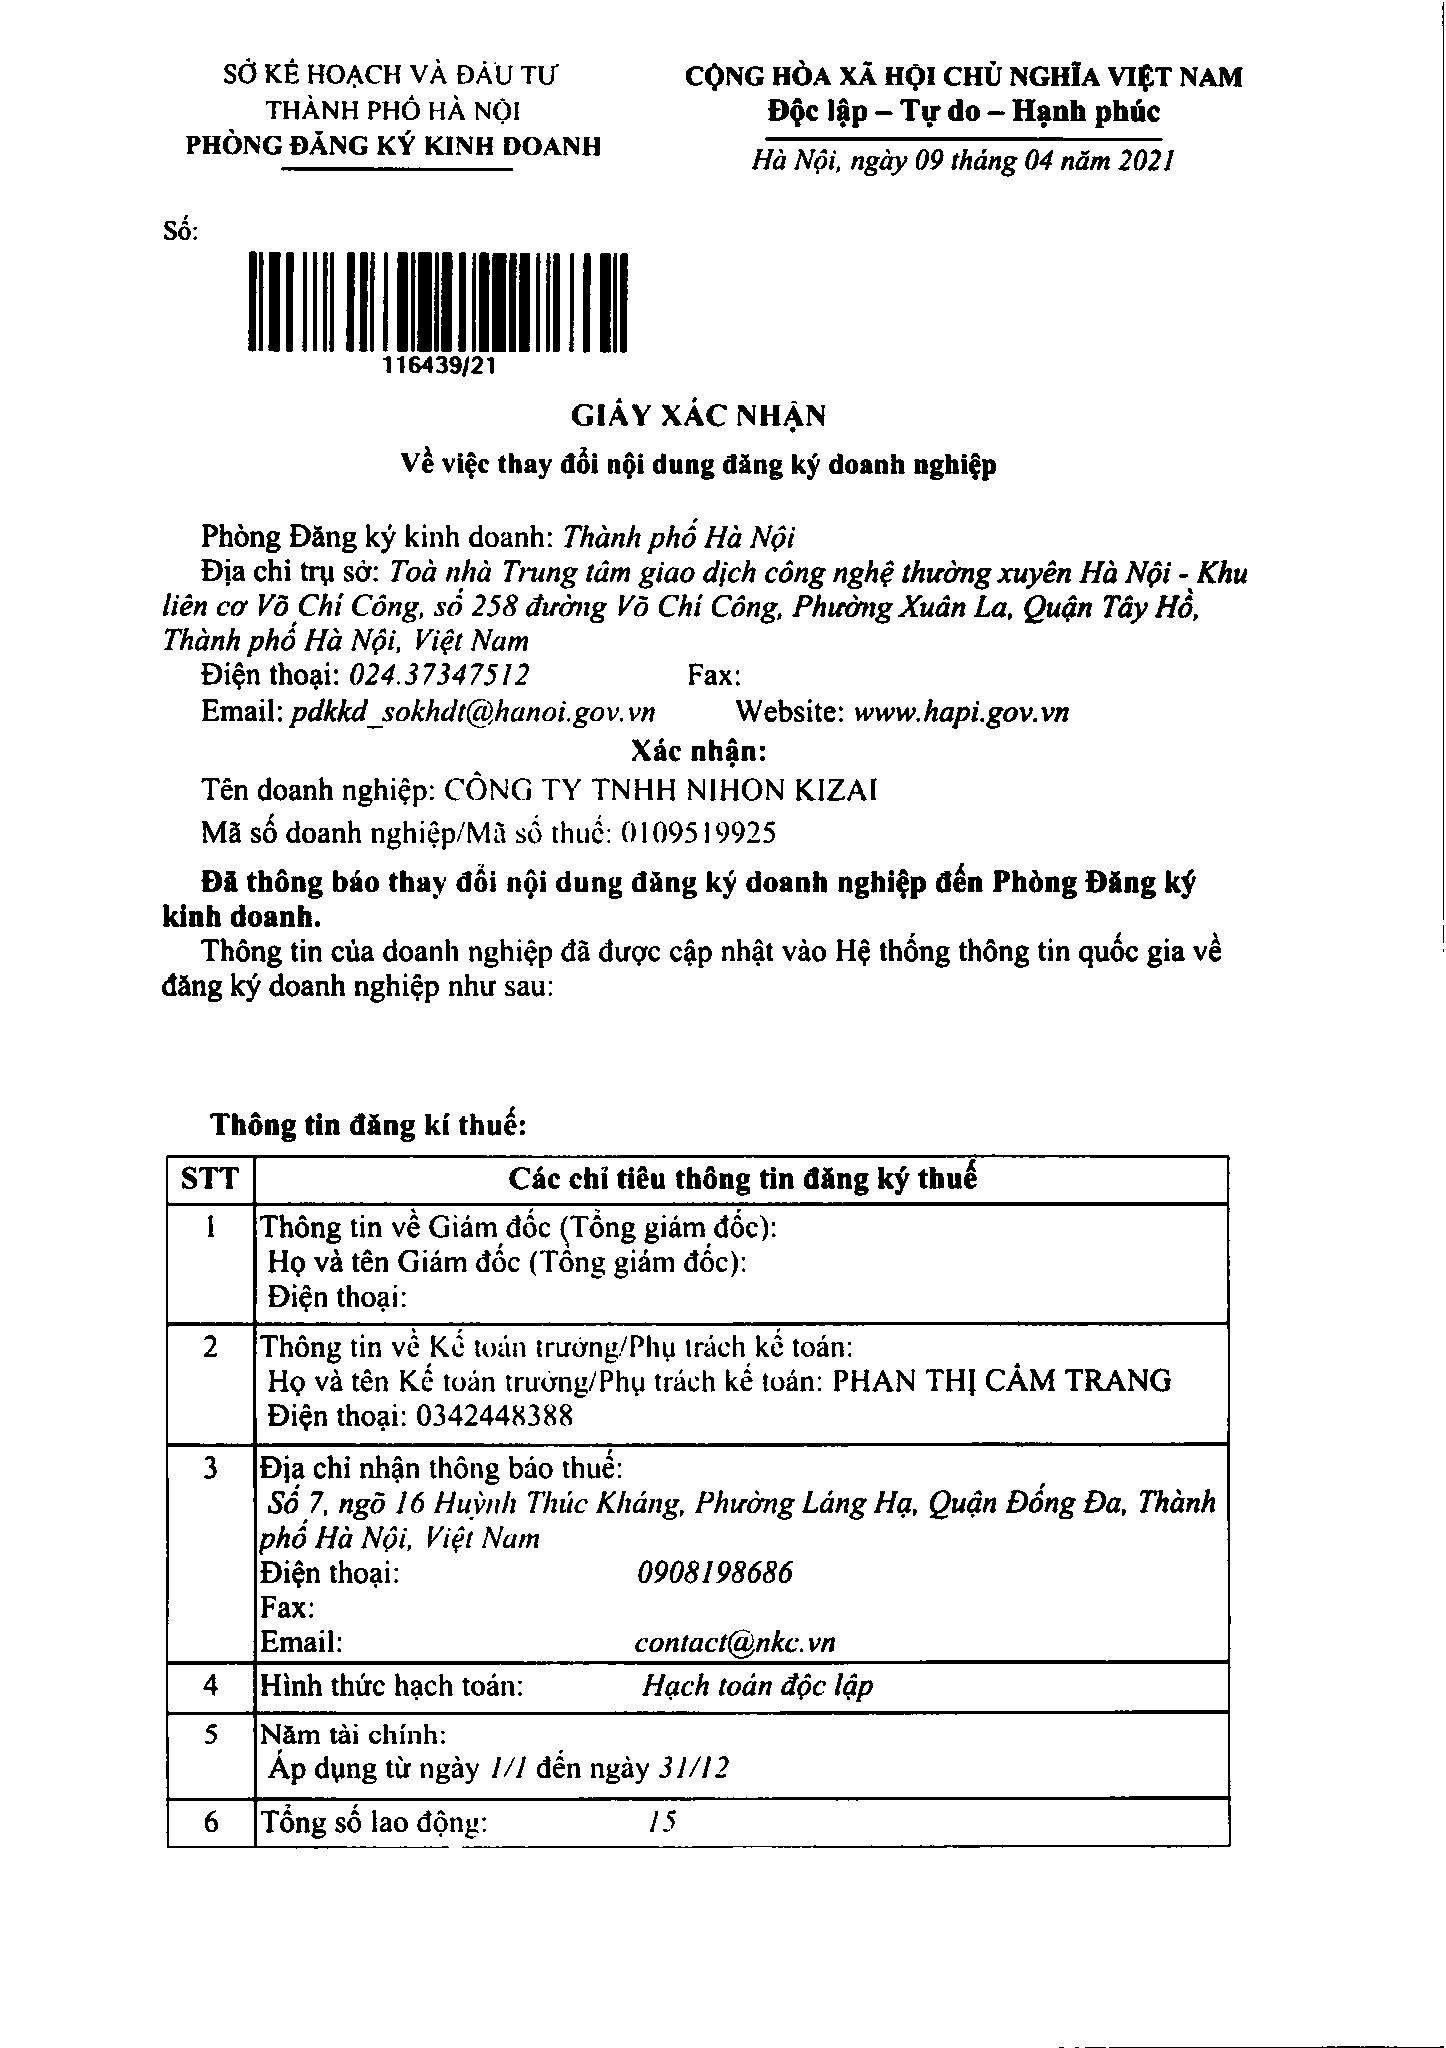 SỞ KẾ HOẠCH VÀ ĐẦU TƯ
THÀNH PHỐ HÀ NỘI
PHÒNG ĐĂNG KÝ KINH DOANH
CỘNG HÒA XÃ HỘI CHỦ NGHĨA VIỆT NAM
Độc lập – Tự do – Hạnh phúc
Hà Nội, ngày 09 tháng 04 năm 2021
Số:
116439/21
GIẤY XÁC NHẬN
Về việc thay đổi nội dung đăng ký doanh nghiệp
Phòng Đăng ký kinh doanh: Thành phố Hà Nội
Địa chỉ trụ sở: Toà nhà Trung tâm giao dịch công nghệ thường xuyên Hà Nội - Khu
liên cơ Võ Chí Công, số 258 đường Võ Chí Công, Phường Xuân La, Quận Tây Hồ,
Thành phố Hà Nội, Việt Nam
Điện thoại: 024.37347512 Fax:
Email: pdkkd_sokhdt@hanoi.gov.vn Website: www.hapi.gov.vn
Xác nhận:
Tên doanh nghiệp: CÔNG TY TNHH NIHON KIZAI
Mã số doanh nghiệp/Mã số thuế: 0109519925
Đã thông báo thay đổi nội dung đăng ký doanh nghiệp đến Phòng Đăng ký
kinh doanh.
Thông tin của doanh nghiệp đã được cập nhật vào Hệ thống thông tin quốc gia về
đăng ký doanh nghiệp như sau:
Thông tin đăng kí thuế:
STT Các chỉ tiêu thông tin đăng ký thuế
1 Thông tin về Giám đốc (Tổng giám đốc):
Họ và tên Giám đốc (Tổng giám đốc):
Điện thoại:
2 Thông tin về Kế toán trưởng/Phụ trách kế toán:
Họ và tên Kế toán trưởng/Phụ trách kế toán: PHAN THỊ CẨM TRANG
Điện thoại: 0342448388
3 Địa chỉ nhận thông báo thuế:
Số 7, ngõ 16 Huỳnh Thúc Kháng, Phường Láng Hạ, Quận Đống Đa, Thành
phố Hà Nội, Việt Nam
Điện thoại: 0908198686
Fax:
Email: contact@nkc.vn
4 Hình thức hạch toán: Hạch toán độc lập
5 Năm tài chính:
Áp dụng từ ngày 1/1 đến ngày 31/12
6 Tổng số lao động: 15